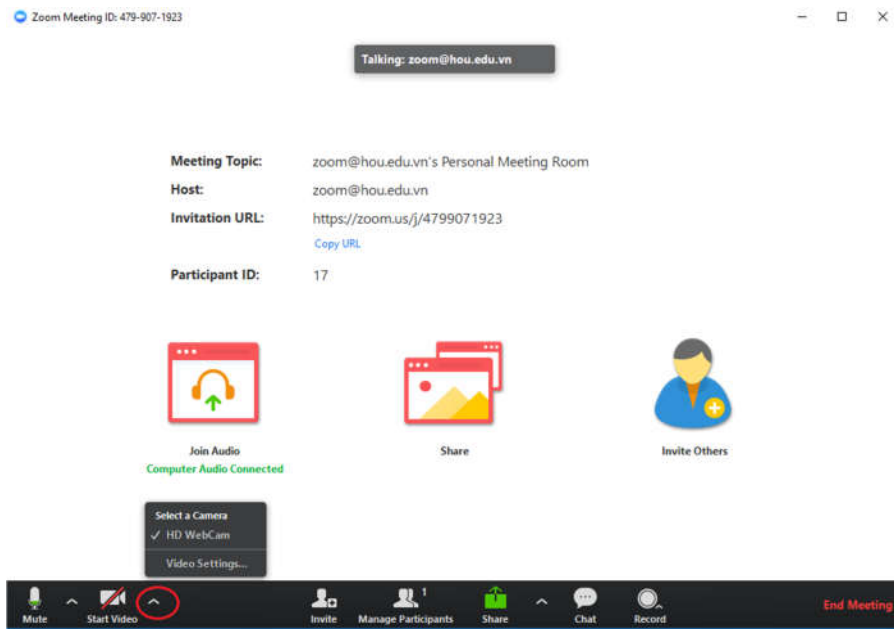 Zoom Meeting ID: 479-907-1923
Talking: zoom@hou.edu.vn
Meeting Topic: zoom@hou.edu.vn's Personal Meeting Room
Host: zoom@hou.edu.vn
Invitation URL: https://zoom.us/j/4799071923
Copy URL
Participant ID: 17
Join Audio Share Invite Others
Computer Audio Connected
Select a Camera
✓ HD WebCam
Video Settings...
1
Mute Start Video Invite Manage Participants Share Chat Record End Meeting